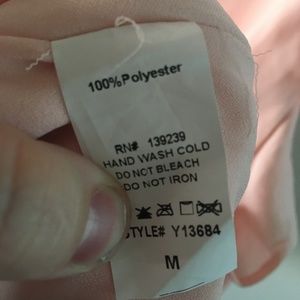 100%Polyester
RN# 139239
HAND WASH COLD
DO NOT BLEACH
DO NOT IRON
STYLE# Y13684
M